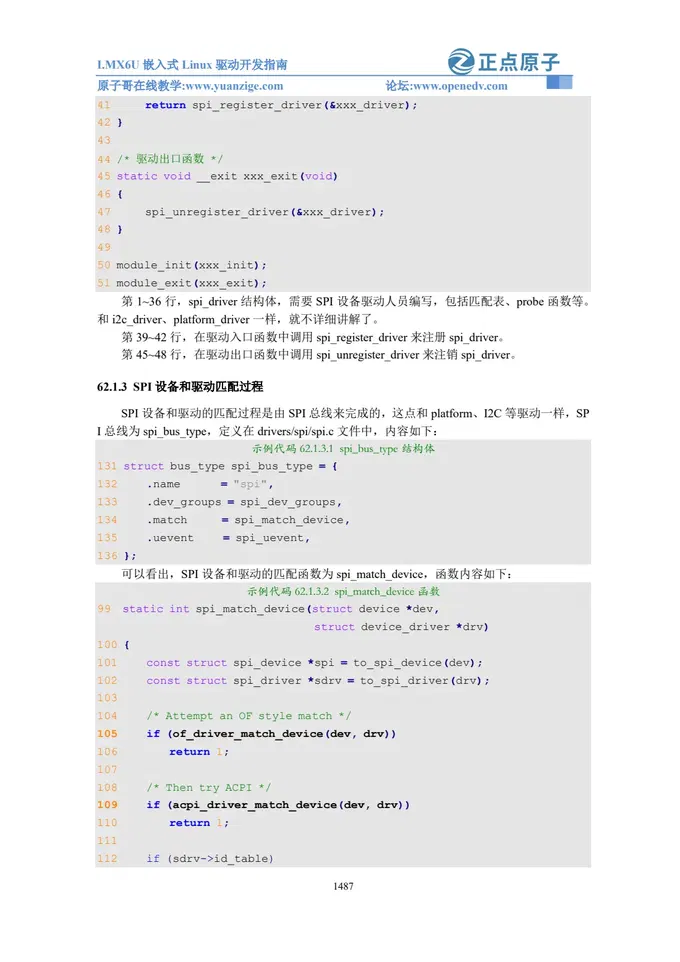 I.MX6U 嵌入式 Linux 驱动开发指南
正点原子
原子哥在线教学:www.yuanzige.com 论坛:www.openedv.com
41 return spi_register_driver(&xxx_driver);
42 }
43
44 /* 驱动出口函数 */
45 static void __exit xxx_exit(void)
46 {
47 spi_unregister_driver(&xxx_driver);
48 }
49
50 module_init(xxx_init);
51 module_exit(xxx_exit);
第 1~36 行，spi_driver 结构体，需要 SPI 设备驱动人员编写，包括匹配表、probe 函数等。
和 i2c_driver、platform_driver 一样，就不详细讲解了。
第 39~42 行，在驱动入口函数中调用 spi_register_driver 来注册 spi_driver。
第 45~48 行，在驱动出口函数中调用 spi_unregister_driver 来注销 spi_driver。
62.1.3 SPI 设备和驱动匹配过程
SPI 设备和驱动的匹配过程是由 SPI 总线来完成的，这点和 platform、I2C 等驱动一样，SP
I 总线为 spi_bus_type，定义在 drivers/spi/spi.c 文件中，内容如下：
示例代码 62.1.3.1 spi_bus_type 结构体
131 struct bus_type spi_bus_type = {
132 .name = "spi",
133 .dev_groups = spi_dev_groups,
134 .match = spi_match_device,
135 .uevent = spi_uevent,
136 };
可以看出，SPI 设备和驱动的匹配函数为 spi_match_device，函数内容如下：
示例代码 62.1.3.2 spi_match_device 函数
99 static int spi_match_device(struct device *dev,
struct device_driver *drv)
100 {
101 const struct spi_device *spi = to_spi_device(dev);
102 const struct spi_driver *sdrv = to_spi_driver(drv);
103
104 /* Attempt an OF style match */
105 if (of_driver_match_device(dev, drv))
106 return 1;
107
108 /* Then try ACPI */
109 if (acpi_driver_match_device(dev, drv))
110 return 1;
111
112 if (sdrv->id_table)
1487